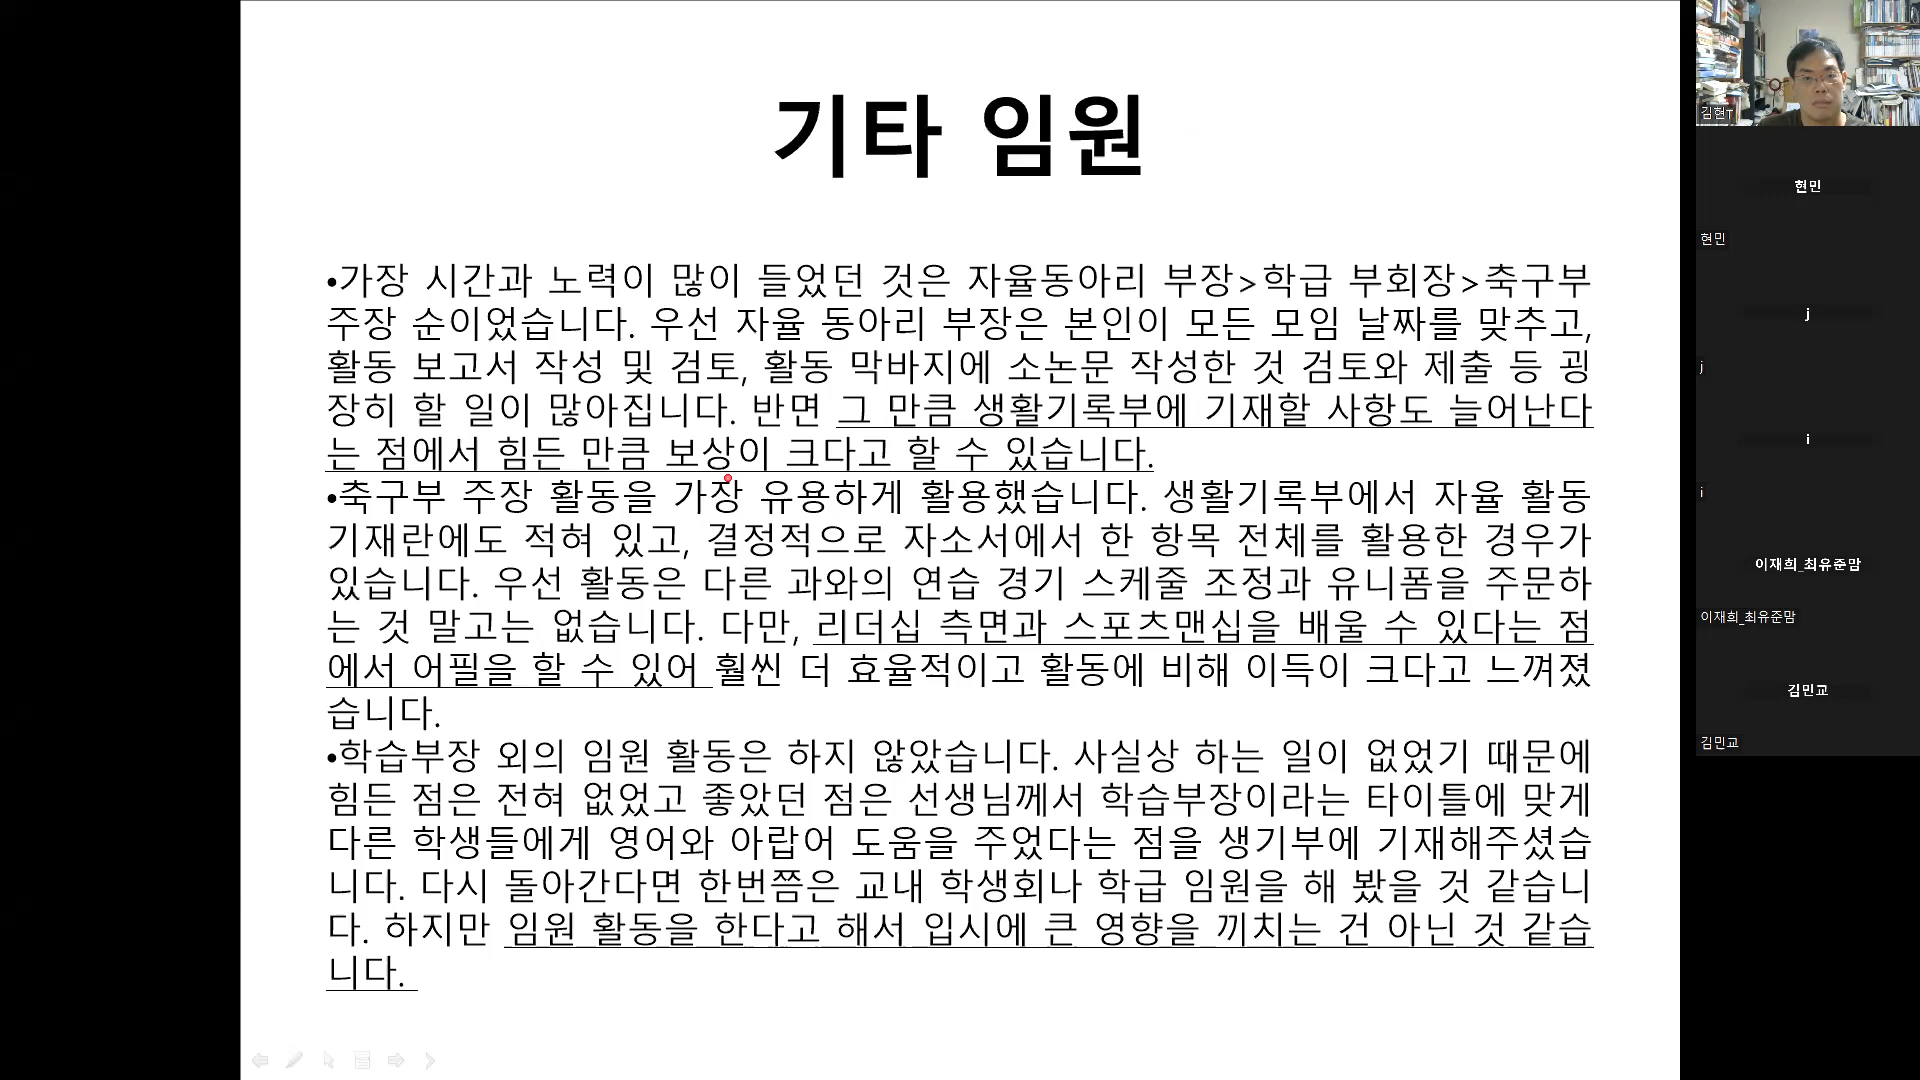 기타 임원
•가장 시간과 노력이 많이 들었던 것은 자율동아리 부장>학급 부회장>축구부
주장 순이었습니다. 우선 자율 동아리 부장은 본인이 모든 모임 날짜를 맞추고,
활동 보고서 작성 및 검토, 활동 막바지에 소논문 작성한 것 검토와 제출 등 굉
장히 할 일이 많아집니다. 반면 그 만큼 생활기록부에 기재할 사항도 늘어난다
는 점에서 힘든 만큼 보상이 크다고 할 수 있습니다.
•축구부 주장 활동을 가장 유용하게 활용했습니다. 생활기록부에서 자율 활동
기재란에도 적혀 있고, 결정적으로 자소서에서 한 항목 전체를 활용한 경우가
있습니다. 우선 활동은 다른 과와의 연습 경기 스케줄 조정과 유니폼을 주문하
는 것 말고는 없습니다. 다만, 리더십 측면과 스포츠맨십을 배울 수 있다는 점
에서 어필을 할 수 있어 훨씬 더 효율적이고 활동에 비해 이득이 크다고 느껴졌
습니다.
•학습부장 외의 임원 활동은 하지 않았습니다. 사실상 하는 일이 없었기 때문에
힘든 점은 전혀 없었고 좋았던 점은 선생님께서 학습부장이라는 타이틀에 맞게
다른 학생들에게 영어와 아랍어 도움을 주었다는 점을 생기부에 기재해주셨습
니다. 다시 돌아간다면 한번쯤은 교내 학생회나 학급 임원을 해 봤을 것 같습니
다. 하지만 임원 활동을 한다고 해서 입시에 큰 영향을 끼치는 건 아닌 것 같습
니다.
김현T
현민
현민
j
j
i
i
이재희_최유준맘
이재희_최유준맘
김민교
김민교